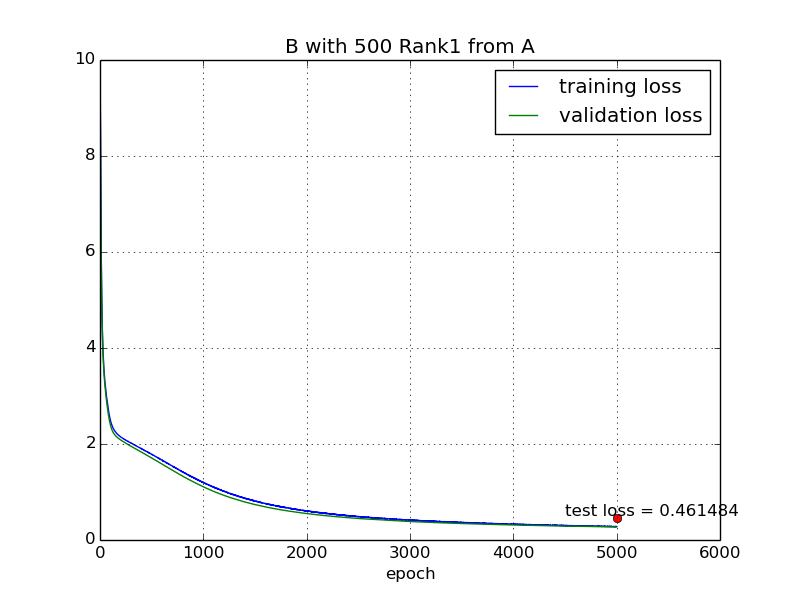 B with 500 Rank1 from A
10
8
6
4
2
0
training loss
validation loss
test loss = 0.461484
0 1000 2000 3000 4000 5000 6000
epoch